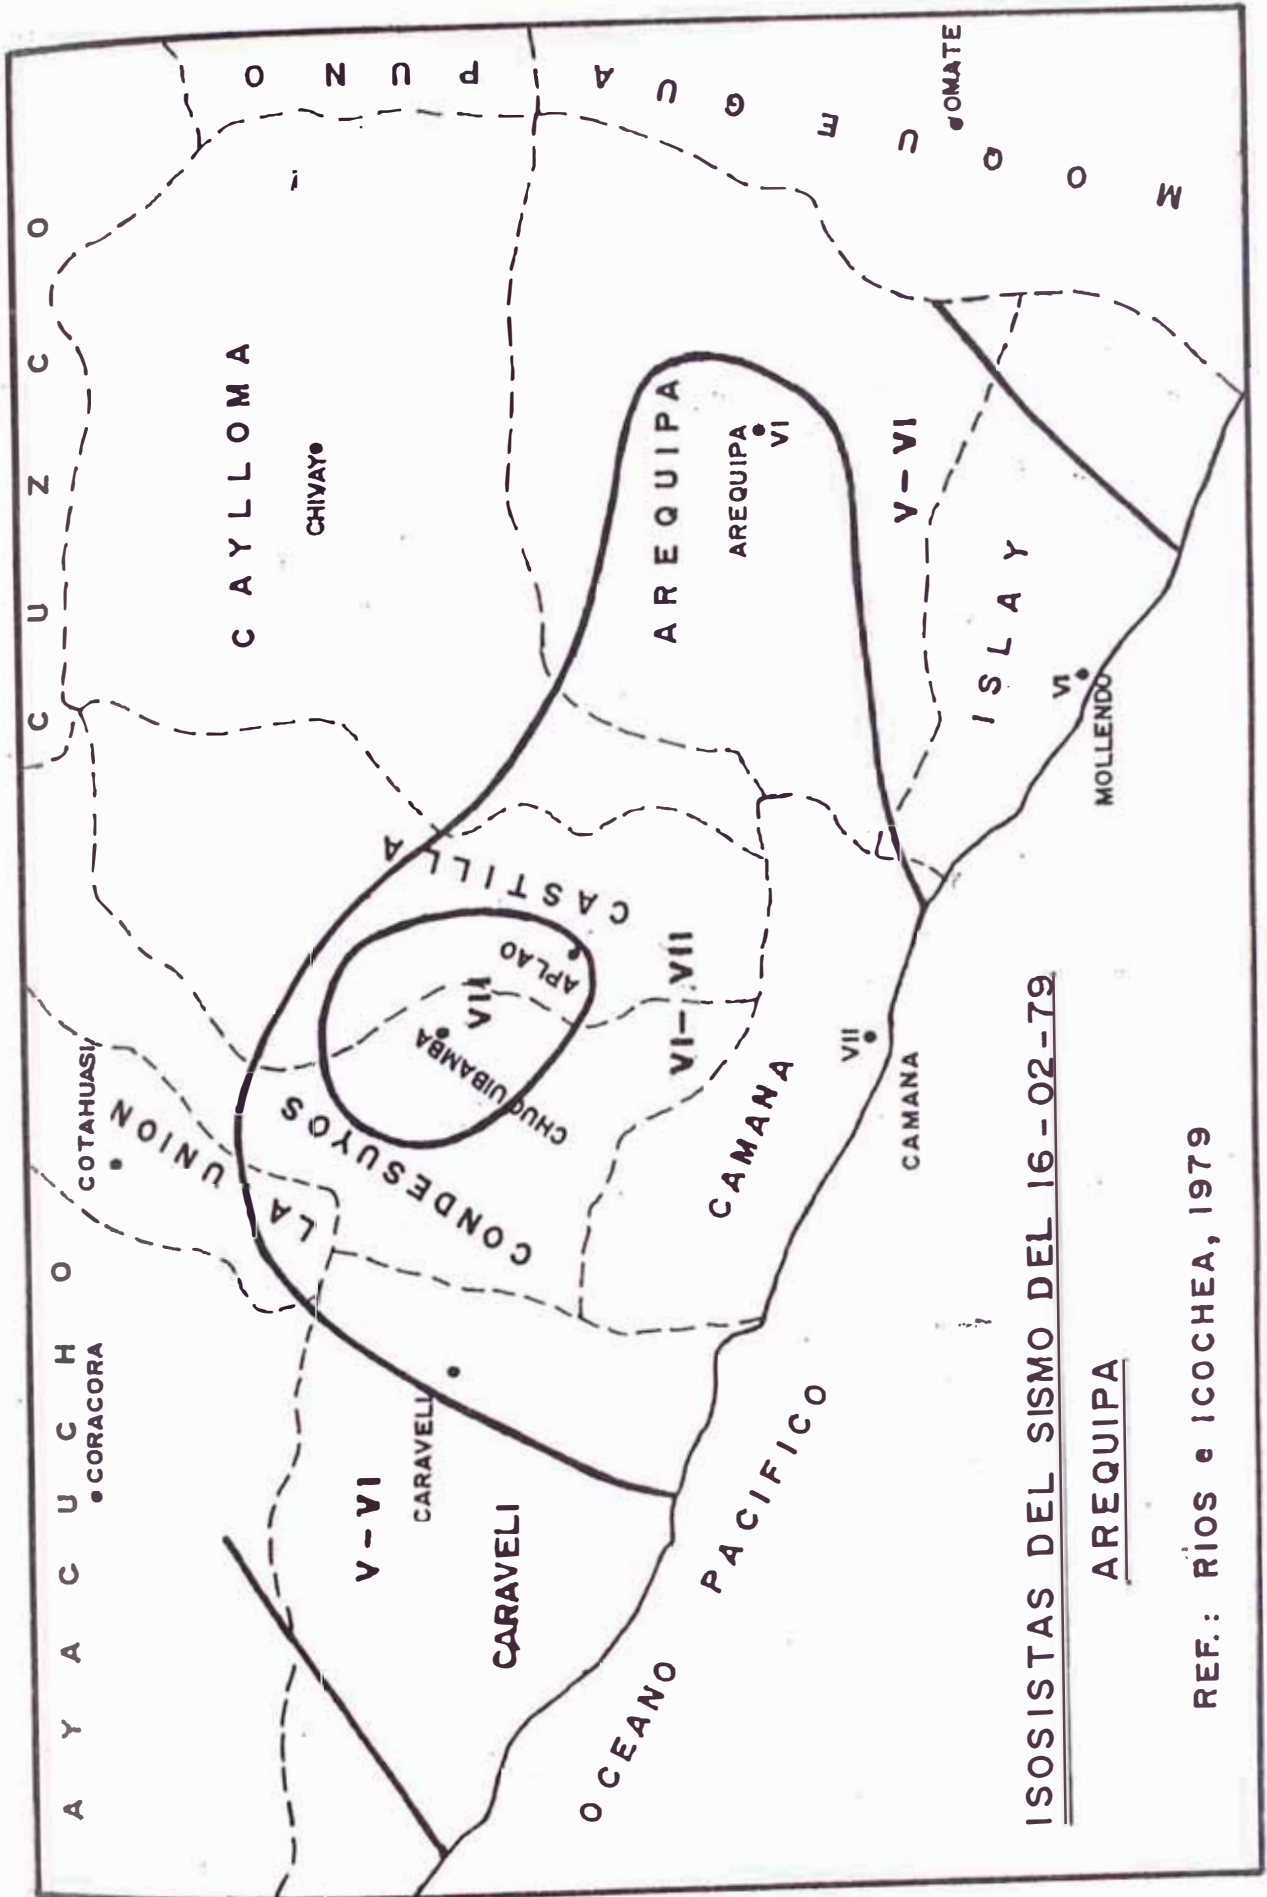 AYACUCHO
CUZCO
CORACORA
COTAHUASI
LA UNION
CAYLLOMA
CHIVAY
PUNO
MOQUEGUA
OMATE
V-VI
CARAVELI
CARAVELI
CONDESUYOS
CHUQUIBAMBA
VII
APLAO
CASTILLA
VI-VII
CAMANA
VII
CAMANA
AREQUIPA
AREQUIPA
VI
V-VI
ISLAY
VI
MOLLENDO
OCEANO PACIFICO
ISOSISTAS DEL SISMO DEL 16-02-79
AREQUIPA
REF.: RIOS e ICOCHEA, 1979